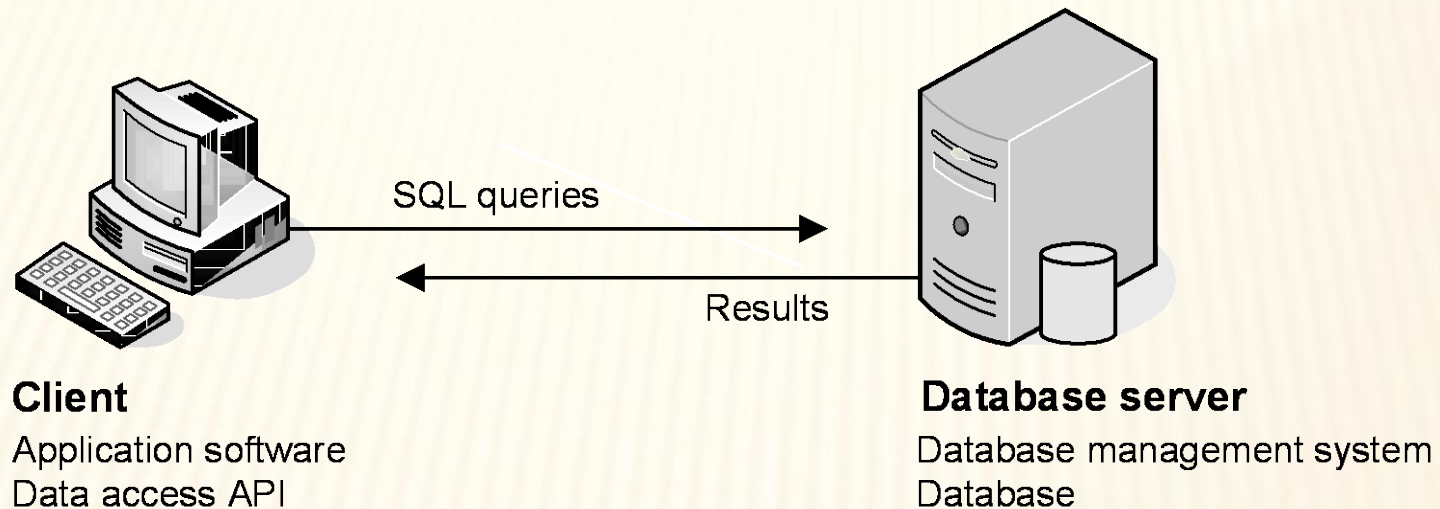 SQL queries
Results
Client
Application software
Data access API
Database server
Database management system
Database